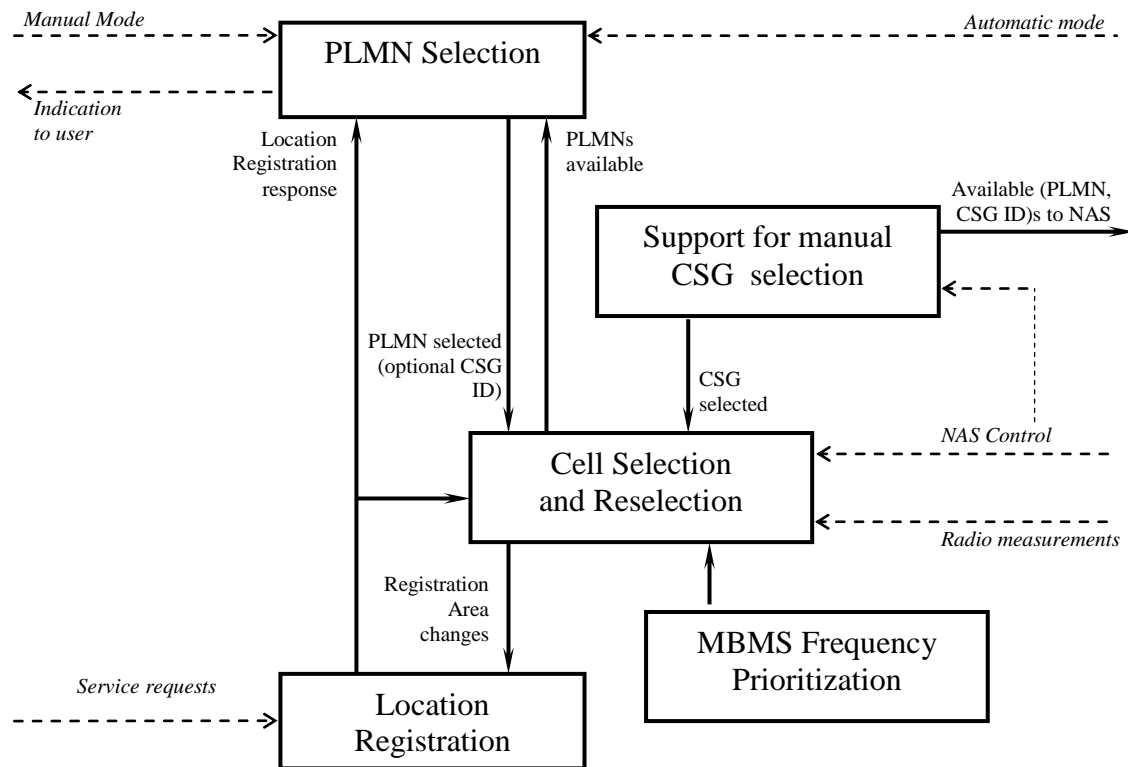 Manual Mode
PLMN Selection
Automatic mode
Indication
to user
Location
Registration
response
PLMNs
available
Available (PLMN,
CSG ID)s to NAS
Support for manual
CSG selection
PLMN selected
(optional CSG
ID)
CSG
selected
NAS Control
Cell Selection
and Reselection
Radio measurements
Registration
Area
changes
MBMS Frequency
Prioritization
Service requests
Location
Registration